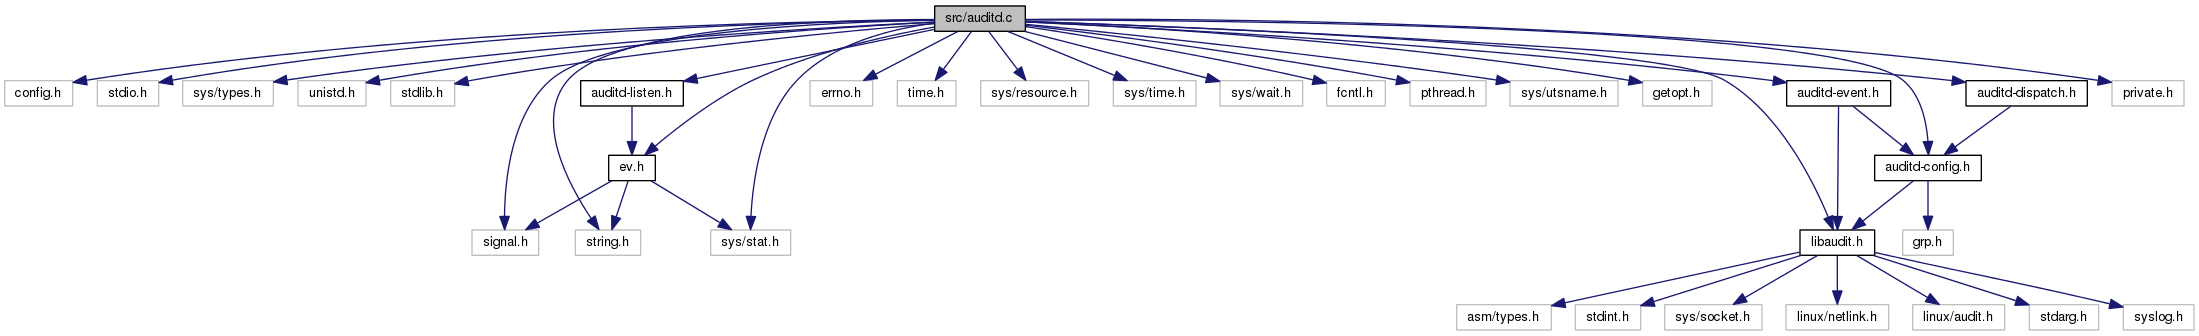 src/auditd.c
config.h
stdio.h
sys/types.h
unistd.h
stdlib.h
auditd-listen.h
errno.h
time.h
sys/resource.h
sys/time.h
sys/wait.h
fcntl.h
pthread.h
sys/utsname.h
getopt.h
auditd-event.h
auditd-dispatch.h
private.h
ev.h
auditd-config.h
signal.h
string.h
sys/stat.h
libaudit.h
grp.h
asm/types.h
stdint.h
sys/socket.h
linux/netlink.h
linux/audit.h
stdarg.h
syslog.h